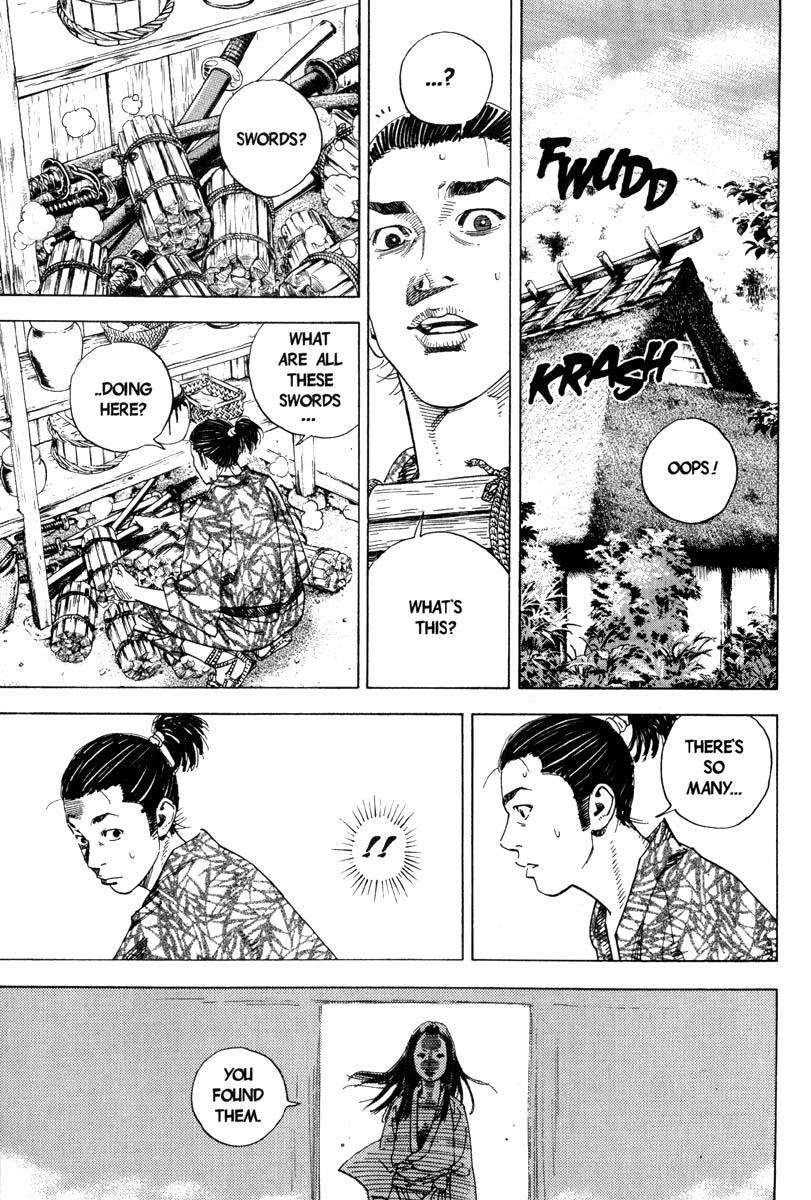 FWUDD
KRASH
OOPS!
...?
WHAT'S
THIS?
SWORDS?
WHAT
ARE ALL
THESE
SWORDS
...
..DOING
HERE?
THERE'S
SO
MANY...
!!
YOU
FOUND
THEM.